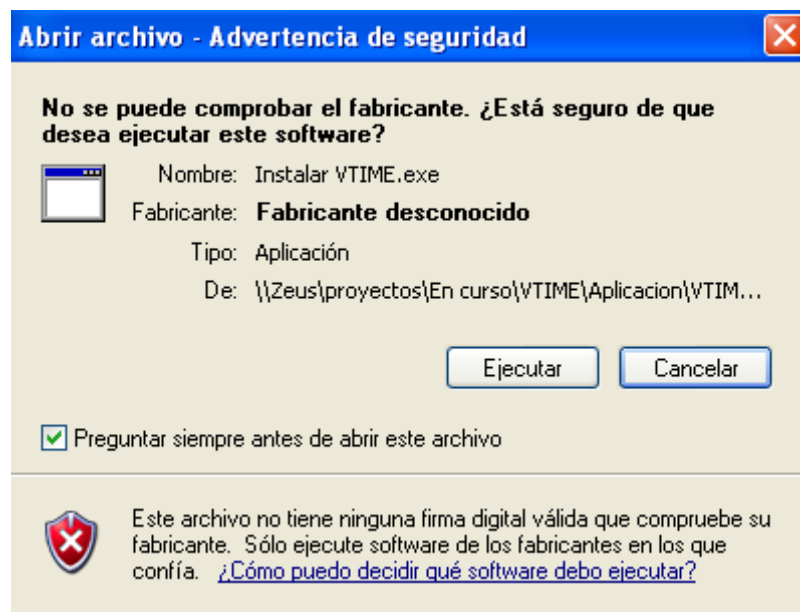 Abrir archivo - Advertencia de seguridad
No se puede comprobar el fabricante. ¿Está seguro de que
desea ejecutar este software?
Nombre: Instalar VTIME.exe
Fabricante: Fabricante desconocido
Tipo: Aplicación
De: \\Zeus\proyectos\En curso\VTIME\Aplicacion\VTIM...
Ejecutar Cancelar
Preguntar siempre antes de abrir este archivo
Este archivo no tiene ninguna firma digital válida que compruebe su
fabricante. Sólo ejecute software de los fabricantes en los que
confía. ¿Cómo puedo decidir qué software debo ejecutar?